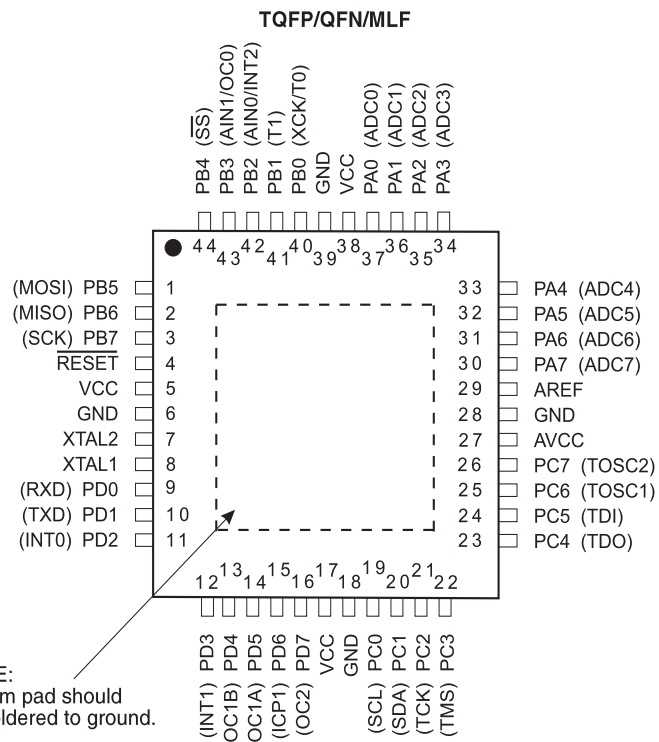 TQFP/QFN/MLF
PB4 (SS)
PB3 (AIN1/OC0)
PB2 (AIN0/INT2)
PB1 (T1)
PB0 (XCK/T0)
GND
VCC
PA0 (ADC0)
PA1 (ADC1)
PA2 (ADC2)
PA3 (ADC3)
44 43 42 41 40 39 38 37 36 35 34
(MOSI) PB5 1
(MISO) PB6 2
(SCK) PB7 3
RESET 4
VCC 5
GND 6
XTAL2 7
XTAL1 8
(RXD) PD0 9
(TXD) PD1 10
(INT0) PD2 11
33 PA4 (ADC4)
32 PA5 (ADC5)
31 PA6 (ADC6)
30 PA7 (ADC7)
29 AREF
28 GND
27 AVCC
26 PC7 (TOSC2)
25 PC6 (TOSC1)
24 PC5 (TDI)
23 PC4 (TDO)
12 13 14 15 16 17 18 19 20 21 22
(INT1) PD3
OC1B) PD4
OC1A) PD5
(ICP1) PD6
(OC2) PD7
VCC
GND
(SCL) PC0
(SDA) PC1
(TCK) PC2
(TMS) PC3
E:
m pad should
ldered to ground.